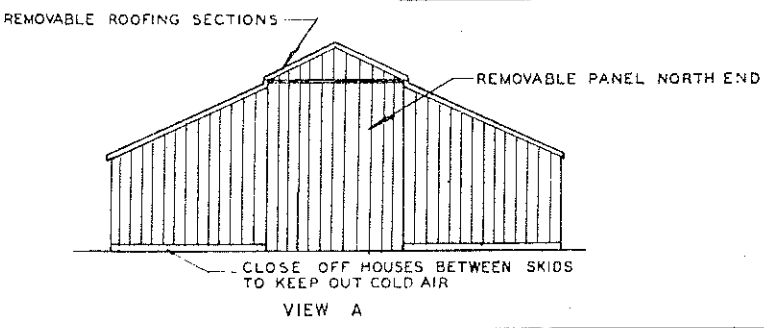 REMOVABLE ROOFING SECTIONS
REMOVABLE PANEL NORTH END
CLOSE OFF HOUSES BETWEEN SKIDS
TO KEEP OUT COLD AIR
VIEW A